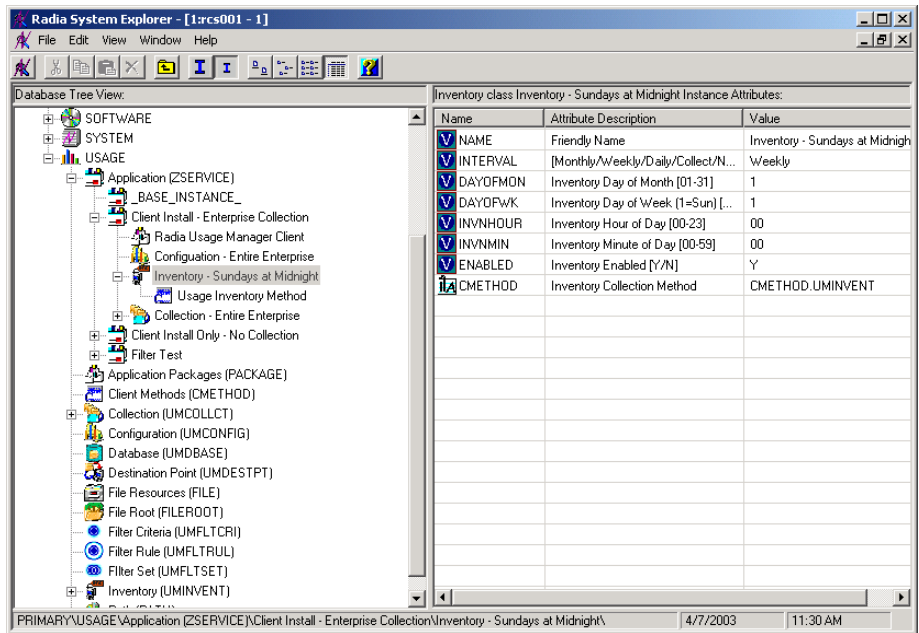 Radia System Explorer - [1:rcs001 - 1]
File Edit View Window Help
Database Tree View:
SOFTWARE
SYSTEM
USAGE
Application (ZSERVICE)
_BASE_INSTANCE_
Client Install - Enterprise Collection
Radia Usage Manager Client
Configuation - Entire Enterprise
Inventory - Sundays at Midnight
Usage Inventory Method
Collection - Entire Enterprise
Client Install Only - No Collection
Filter Test
Application Packages (PACKAGE)
Client Methods (CMETHOD)
Collection (UMCOLLCT)
Configuration (UMCONFIG)
Database (UMDBASE)
Destination Point (UMDESTPT)
File Resources (FILE)
File Root (FILEROOT)
Filter Criteria (UMFLTCRI)
Filter Rule (UMFLTRUL)
FIlter Set (UMFLTSET)
Inventory (UMINVENT)
Inventory class Inventory - Sundays at Midnight Instance Attributes:
Name Attribute Description Value
NAME Friendly Name Inventory - Sundays at Midnigh
INTERVAL [Monthly/Weekly/Daily/Collect/N... Weekly
DAYOFMON Inventory Day of Month [01-31] 1
DAYOFWK Inventory Day of Week (1=Sun) [... 1
INVNHOUR Inventory Hour of Day [00-23] 00
INVNMIN Inventory Minute of Day [00-59] 00
ENABLED Inventory Enabled [Y/N] Y
CMETHOD Inventory Collection Method CMETHOD.UMINVENT
PRIMARY\USAGE\Application (ZSERVICE)\Client Install - Enterprise Collection\Inventory - Sundays at Midnight\ 4/7/2003 11:30 AM